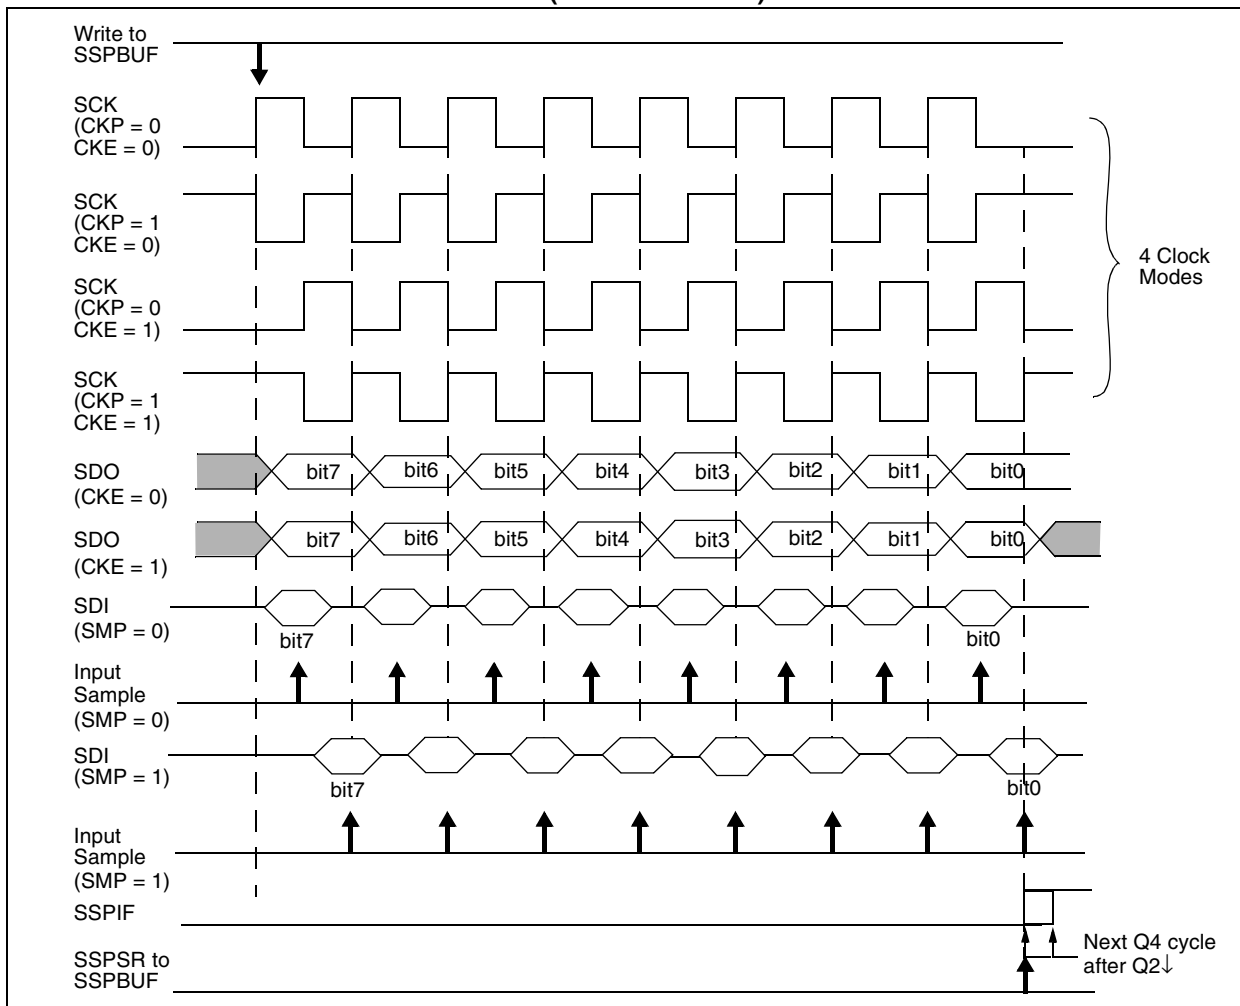 Write to
SSPBUF
SCK
(CKP = 0
CKE = 0)
SCK
(CKP = 1
CKE = 0)
SCK
(CKP = 0
CKE = 1)
SCK
(CKP = 1
CKE = 1)
4 Clock
Modes
SDO
(CKE = 0)
bit7 bit6 bit5 bit4 bit3 bit2 bit1 bit0
SDO
(CKE = 1)
bit7 bit6 bit5 bit4 bit3 bit2 bit1 bit0
SDI
(SMP = 0)
bit7 bit0
Input
Sample
(SMP = 0)
SDI
(SMP = 1)
bit7 bit0
Input
Sample
(SMP = 1)
SSPIF
Next Q4 cycle
after Q2↓
SSPSR to
SSPBUF